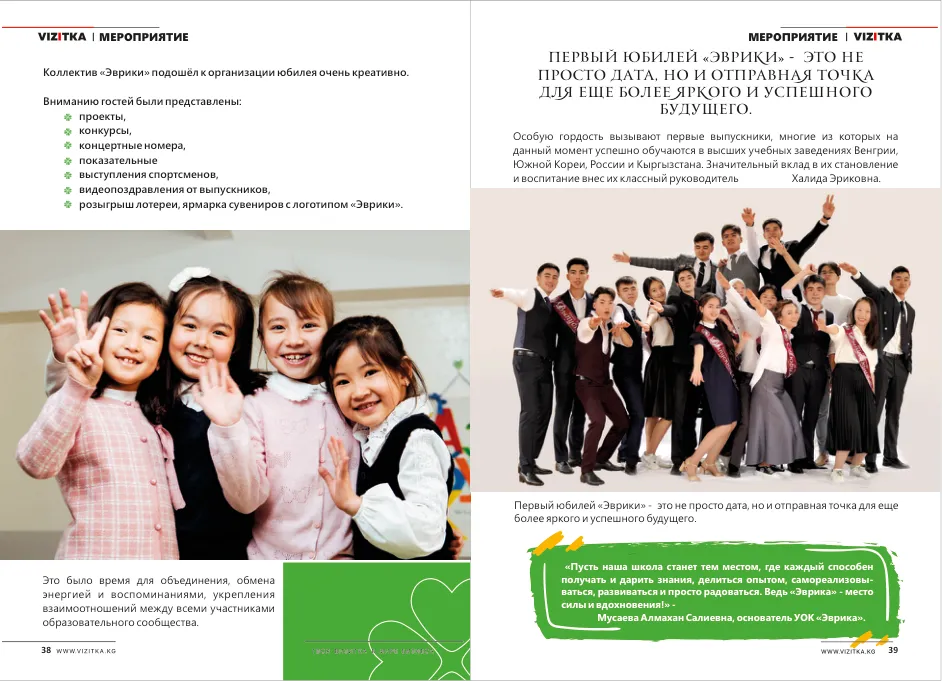 VIZITKA | МЕРОПРИЯТИЕ
Коллектив «Эврики» подошёл к организации юбилея очень креативно.
Вниманию гостей были представлены:
проекты,
конкурсы,
концертные номера,
показательные
выступления спортсменов,
видеопоздравления от выпускников,
розыгрыш лотереи, ярмарка сувениров с логотипом «Эврики».
Это было время для объединения, обмена
энергией и воспоминаниями, укрепления
взаимоотношений между всеми участниками
образовательного сообщества.
38 WWW.VIZITKA.KG
МЕРОПРИЯТИЕ | VIZITKA
ПЕРВЫЙ ЮБИЛЕЙ «ЭВРИКИ» - ЭТО НЕ
ПРОСТО ДАТА, НО И ОТПРАВНАЯ ТОЧКА
ДЛЯ ЕЩЕ БОЛЕЕ ЯРКОГО И УСПЕШНОГО
БУДУЩЕГО.
Особую гордость вызывают первые выпускники, многие из которых на
данный момент успешно обучаются в высших учебных заведениях Венгрии,
Южной Кореи, России и Кыргызстана. Значительный вклад в их становление
и воспитание внес их классный руководитель Халида Эриковна.
Первый юбилей «Эврики» - это не просто дата, но и отправная точка для еще
более яркого и успешного будущего.
«Пусть наша школа станет тем местом, где каждый способен
получать и дарить знания, делиться опытом, самореализовы-
ваться, развиваться и просто радоваться. Ведь «Эврика» - место
силы и вдохновения!» -
Мусаева Алмахан Салиевна, основатель УОК «Эврика».
WWW.VIZITKA.KG 39